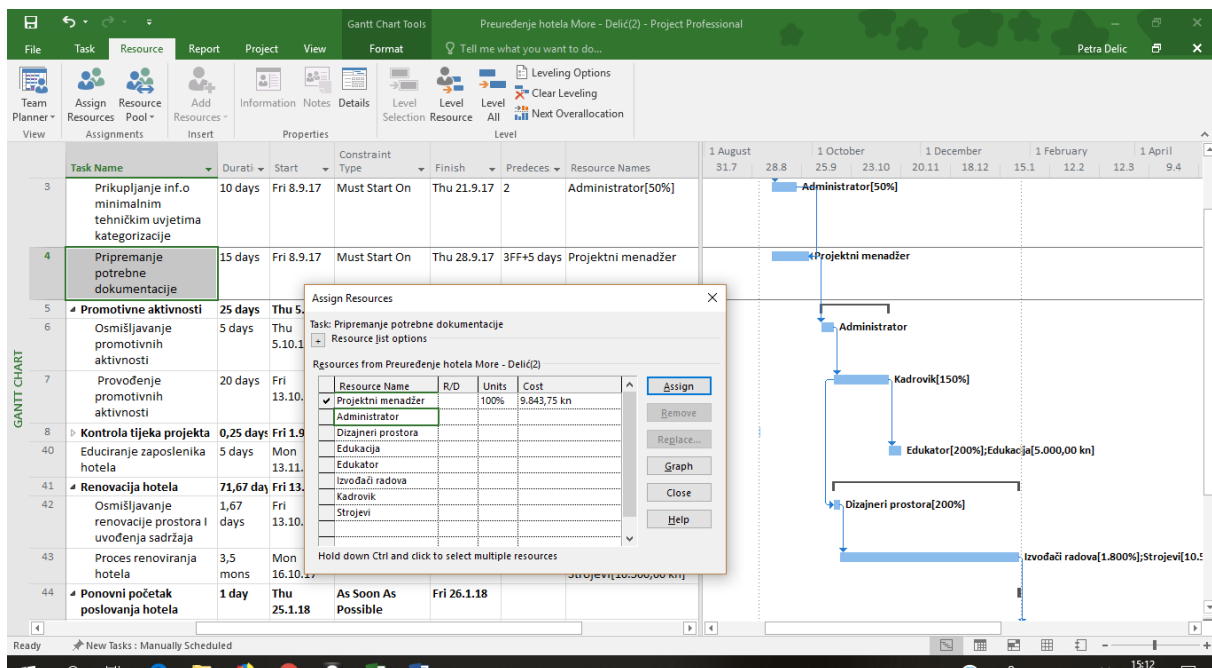 Gantt Chart Tools
Preuređenje hotela More - Delić(2) - Project Professional
File Task Resource Report Project View Format Tell me what you want to do... Petra Delic
Team Planner
Assign Resources
Resource Pool
Add Resources
Information Notes Details
Level Selection
Level Resource
Level All
Leveling Options
Clear Leveling
Next Overallocation
View Assignments Insert Properties Level
Task Name Durati Start Constraint Type Finish Predeces Resource Names
1 August 1 October 1 December 1 February 1 April
31.7 28.8 25.9 23.10 20.11 18.12 15.1 12.2 12.3 9.4
GANTT CHART
3 Prikupljanje inf.o 10 days Fri 8.9.17 Must Start On Thu 21.9.17 2 Administrator[50%] Administrator[50%]
minimalnim
tehničkim uvjetima
kategorizacije
4 Pripremanje 15 days Fri 8.9.17 Must Start On Thu 28.9.17 3FF+5 days Projektni menadžer Projektni menadžer
potrebne
dokumentacije
5 Promotivne aktivnosti 25 days Thu 5.
6 Osmišljavanje 5 days Thu Administrator
promotivnih 5.10.1
aktivnosti
7 Provođenje 20 days Fri Kadrovik[150%]
promotivnih 13.10.
aktivnosti
8 Kontrola tijeka projekta 0,25 days Fri 1.9
40 Educiranje zaposlenika 5 days Mon Edukator[200%];Edukacija[5.000,00 kn]
hotela 13.11.
41 Renovacija hotela 71,67 day Fri 13.
42 Osmišljavanje 1,67 Fri Dizajneri prostora[200%]
renovacije prostora I days 13.10.
uvođenja sadržaja
43 Proces renoviranja 3,5 Mon Izvođači radova[1.800%];Strojevi[10.5
hotela mons 16.10.17 Strojevi[10.500,00 kn]
44 Ponovni početak 1 day Thu As Soon As Fri 26.1.18
poslovanja hotela 25.1.18 Possible
Assign Resources
Task: Pripremanje potrebne dokumentacije
+ Resource list options
Resources from Preuređenje hotela More - Delić(2)
Resource Name R/D Units Cost
Projektni menadžer 100% 9.843,75 kn
Administrator
Dizajneri prostora
Edukacija
Edukator
Izvođači radova
Kadrovik
Strojevi
Assign
Remove
Replace...
Graph
Close
Help
Hold down Ctrl and click to select multiple resources
Ready New Tasks : Manually Scheduled
15:12